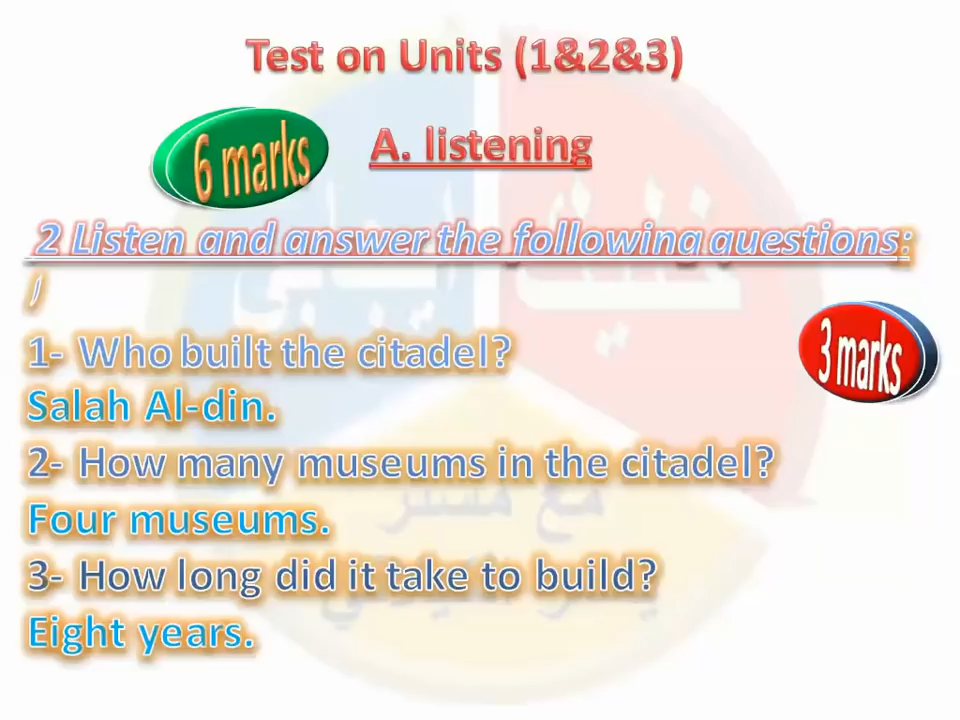 Test on Units (1&2&3)
6 marks
A. listening
2 Listen and answer the following questions:
3 marks
1- Who built the citadel?
Salah Al-din.
2- How many museums in the citadel?
Four museums.
3- How long did it take to build?
Eight years.
مع مستر